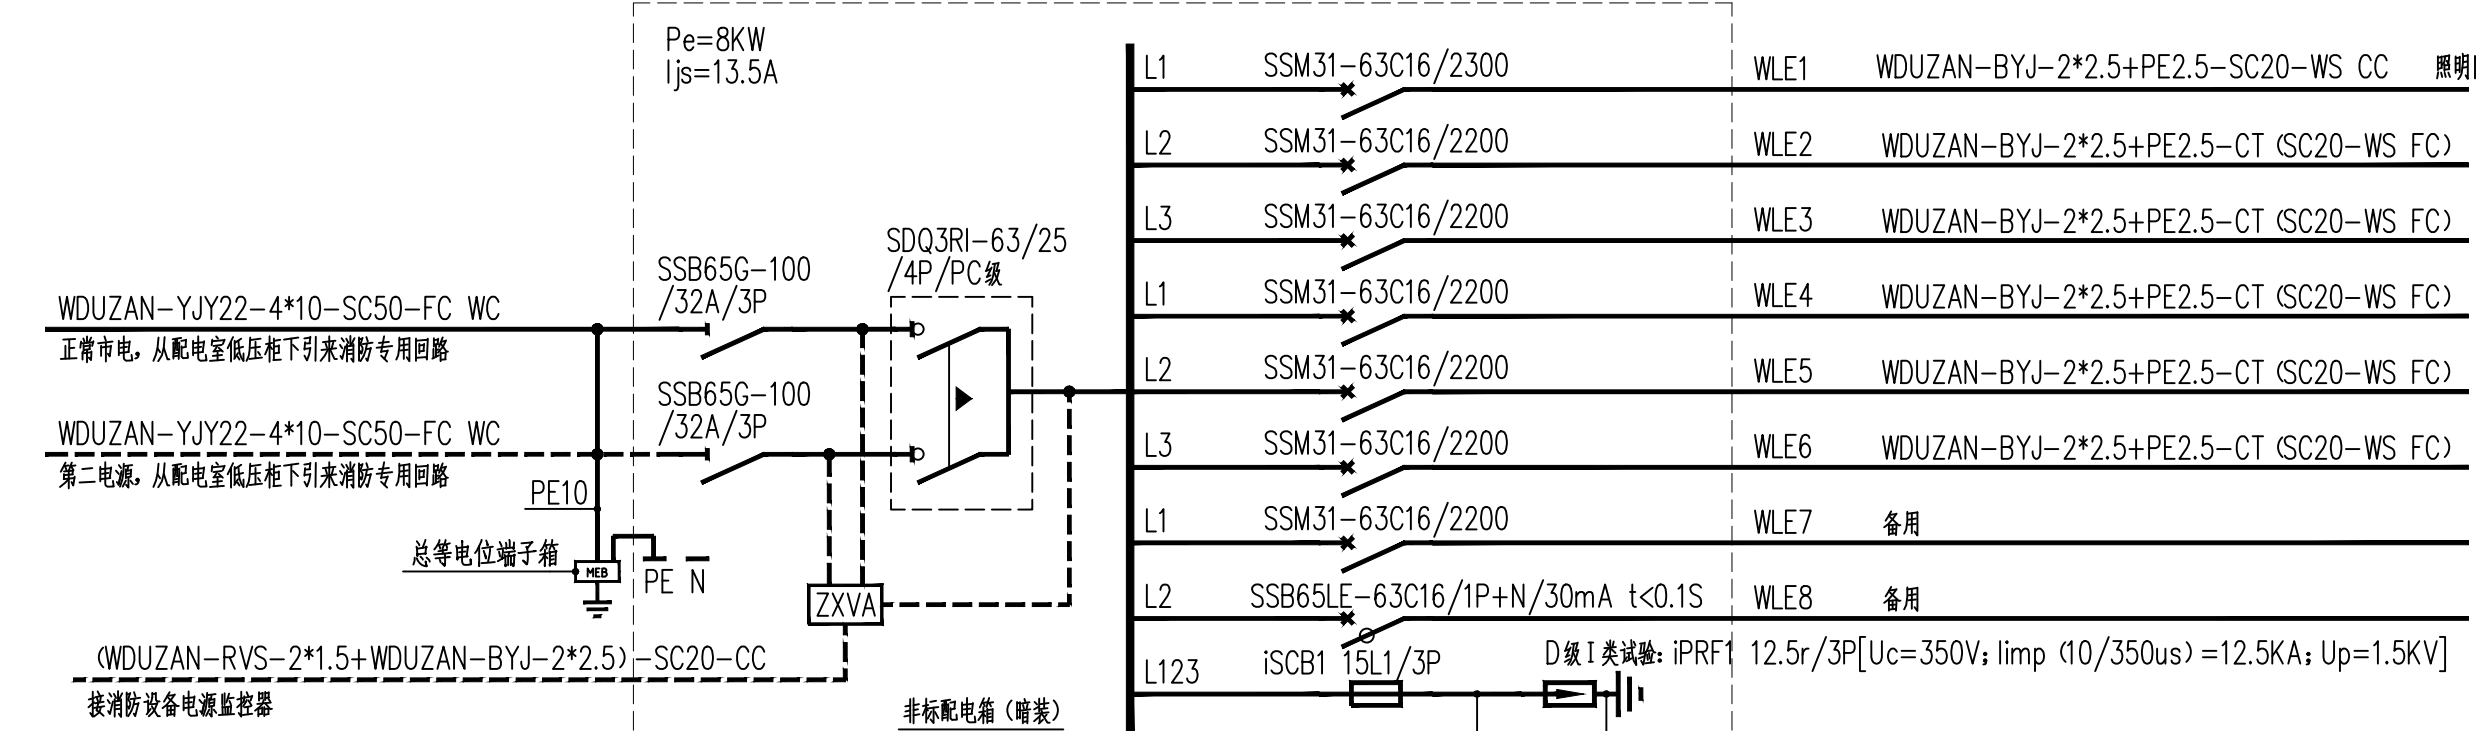 Pe=8KW
Ijs=13.5A
L1 SSM31-63C16/2300 WLE1 WDUZAN-BYJ-2*2.5+PE2.5-SC20-WS CC 照明
L2 SSM31-63C16/2200 WLE2 WDUZAN-BYJ-2*2.5+PE2.5-CT (SC20-WS FC)
L3 SSM31-63C16/2200 WLE3 WDUZAN-BYJ-2*2.5+PE2.5-CT (SC20-WS FC)
SDQ3RI-63/25
/4P/PC级
SSB65G-100
/32A/3P
WDUZAN-YJY22-4*10-SC50-FC WC
正常市电，从配电室低压柜下引来消防专用回路
L1 SSM31-63C16/2200 WLE4 WDUZAN-BYJ-2*2.5+PE2.5-CT (SC20-WS FC)
L2 SSM31-63C16/2200 WLE5 WDUZAN-BYJ-2*2.5+PE2.5-CT (SC20-WS FC)
SSB65G-100
/32A/3P
WDUZAN-YJY22-4*10-SC50-FC WC
第二电源，从配电室低压柜下引来消防专用回路
L3 SSM31-63C16/2200 WLE6 WDUZAN-BYJ-2*2.5+PE2.5-CT (SC20-WS FC)
PE10
L1 SSM31-63C16/2200 WLE7 备用
总等电位端子箱
MEB
PE N
ZXVA
L2 SSB65LE-63C16/1P+N/30mA t<0.1S WLE8 备用
(WDUZAN-RVS-2*1.5+WDUZAN-BYJ-2*2.5)-SC20-CC
接消防设备电源监控器
L123 iSCB1 15L1/3P D级I类试验：iPRF1 12.5r/3P[Uc=350V；Iimp (10/350us)=12.5KA；Up=1.5KV]
非标配电箱（暗装）